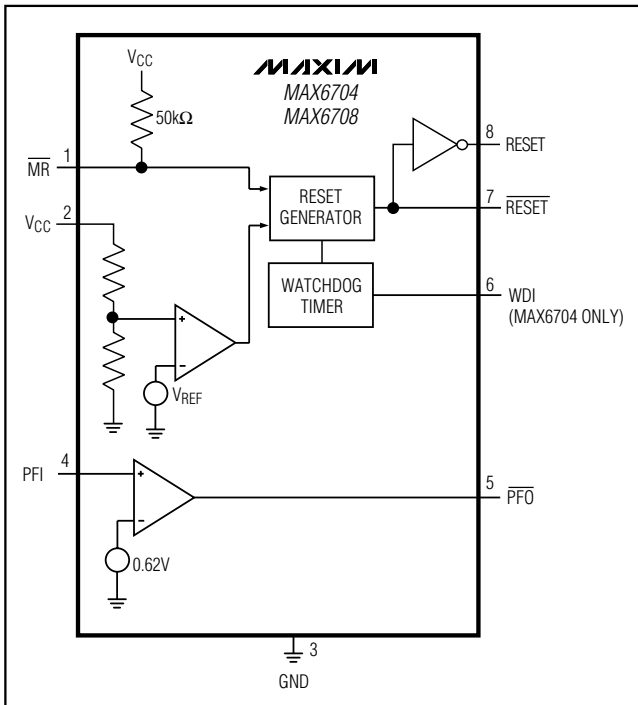 VCC
MAXIM
MAX6704
MAX6708
50kΩ
1
MR
8
RESET
RESET
GENERATOR
7
RESET
2
VCC
WATCHDOG
TIMER
6
WDI
(MAX6704 ONLY)
+
−
VREF
4
PFI
+
−
5
PFO
0.62V
3
GND